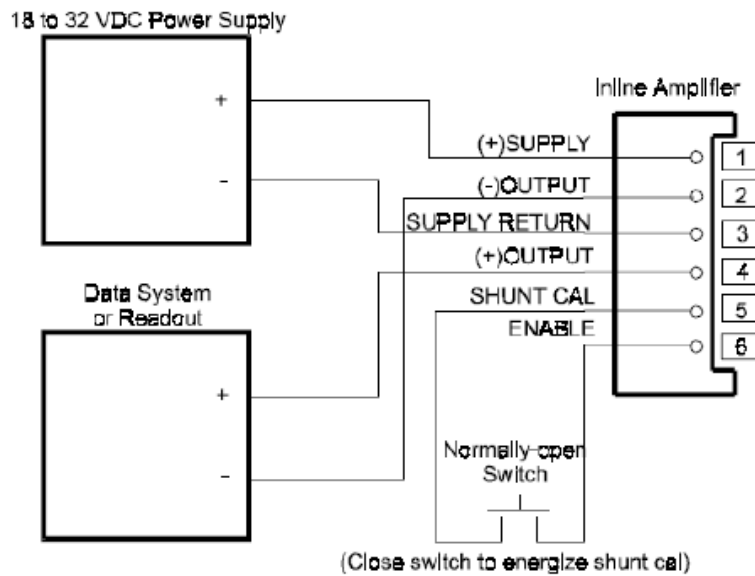 18 to 32 VDC Power Supply
+
-
Inline Amplifier
(+)SUPPLY
1
(-)OUTPUT
2
SUPPLY RETURN
3
(+)OUTPUT
4
SHUNT CAL
5
ENABLE
6
Data System
or Readout
+
-
Normally-open
Switch
(Close switch to energize shunt cal)